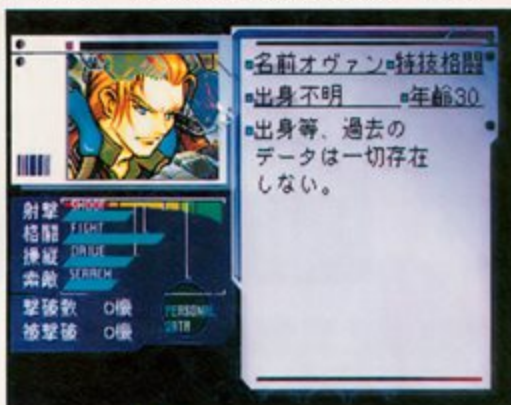 名前オヴァン 特技格闘
出身不明 年齢30
出身等、過去の
データは一切存在
しない。
射撃 SHOOT
格闘 FIGHT
操縦 DRIVE
索敵 SEARCH
撃破数 0機
被撃破 0機
PERSONAL
DATA